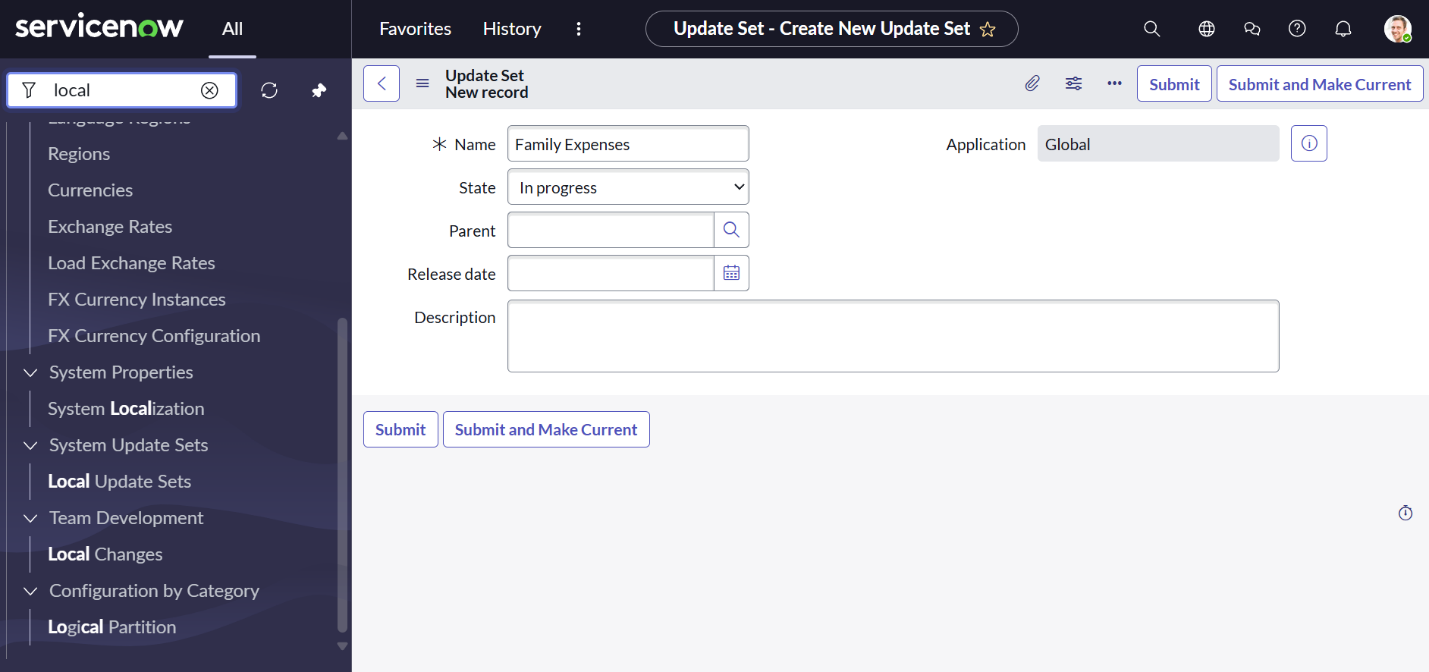 servicenow
All
Favorites
History
Update Set - Create New Update Set
local
Language Regions
Regions
Currencies
Exchange Rates
Load Exchange Rates
FX Currency Instances
FX Currency Configuration
System Properties
System Localization
System Update Sets
Local Update Sets
Team Development
Local Changes
Configuration by Category
Logical Partition
Update Set
New record
Submit
Submit and Make Current
Name
Family Expenses
Application
Global
State
In progress
Parent
Release date
Description
Submit
Submit and Make Current